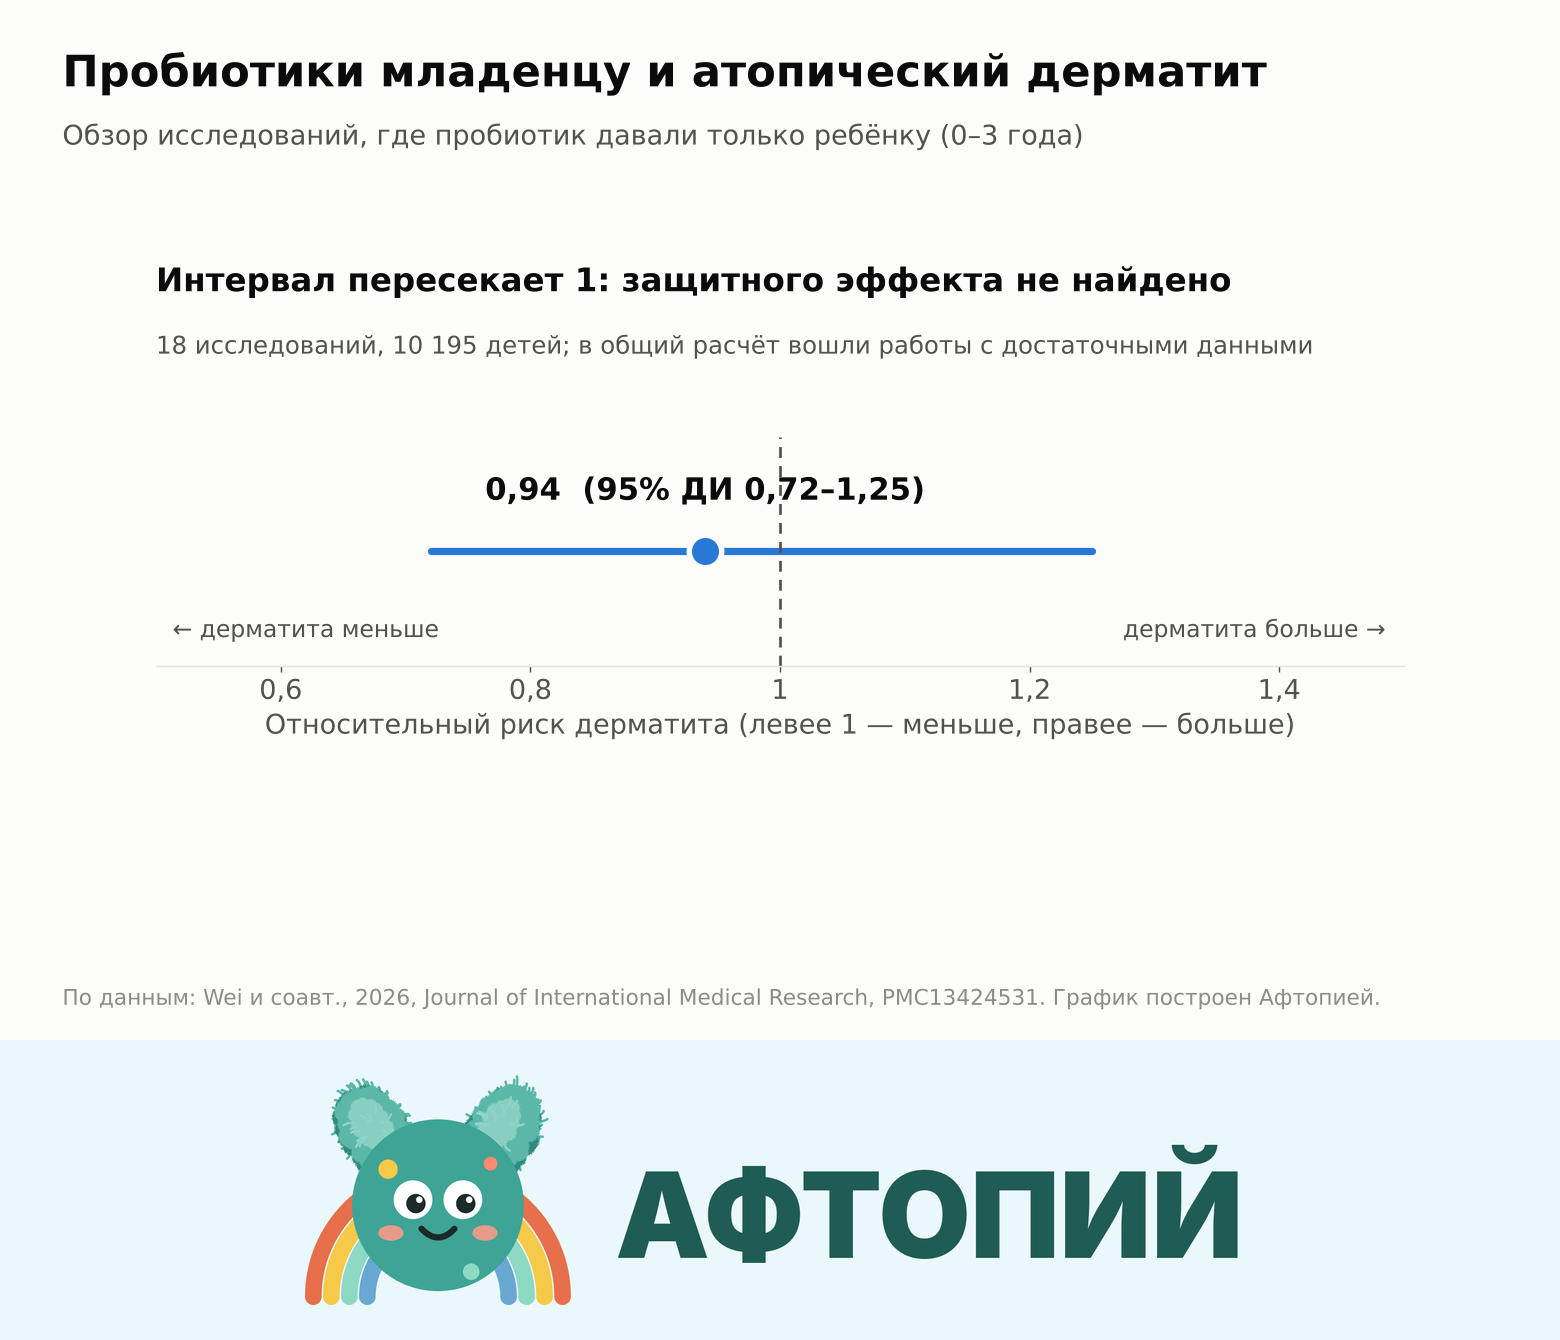 Пробиотики младенцу и атопический дерматит
Обзор исследований, где пробиотик давали только ребёнку (0–3 года)
Интервал пересекает 1: защитного эффекта не найдено
18 исследований, 10 195 детей; в общий расчёт вошли работы с достаточными данными
0,94 (95% ДИ 0,72–1,25)
← дерматита меньше
дерматита больше →
0,6 0,8 1 1,2 1,4
Относительный риск дерматита (левее 1 — меньше, правее — больше)
По данным: Wei и соавт., 2026, Journal of International Medical Research, PMC13424531. График построен Афтопией.
АФТОПИЙ